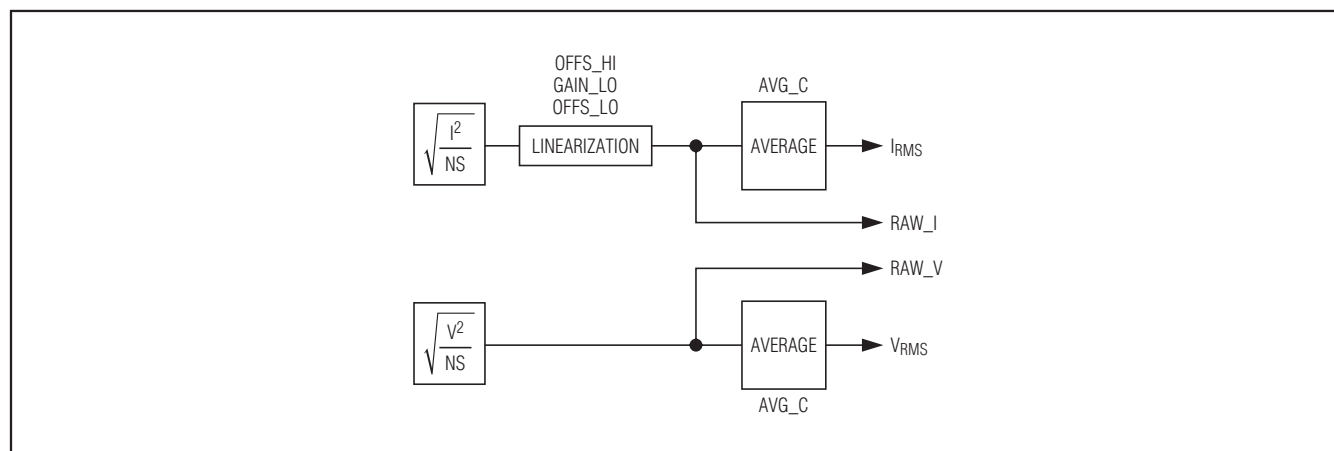 OFFS_HI
GAIN_LO
OFFS_LO
AVG_C
√(I²/NS)
LINEARIZATION
AVERAGE
IRMS
RAW_I
RAW_V
√(V²/NS)
AVERAGE
VRMS
AVG_C